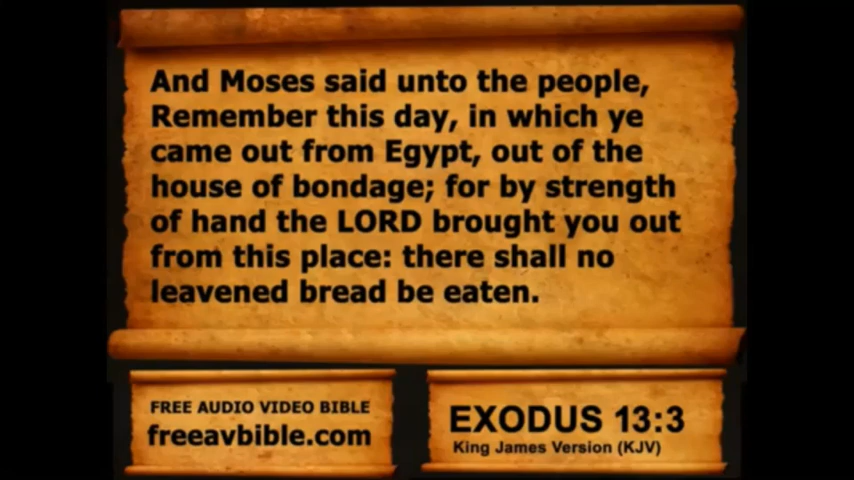 And Moses said unto the people,
Remember this day, in which ye
came out from Egypt, out of the
house of bondage; for by strength
of hand the LORD brought you out
from this place: there shall no
leavened bread be eaten.
FREE AUDIO VIDEO BIBLE
freeavbible.com
EXODUS 13:3
King James Version (KJV)